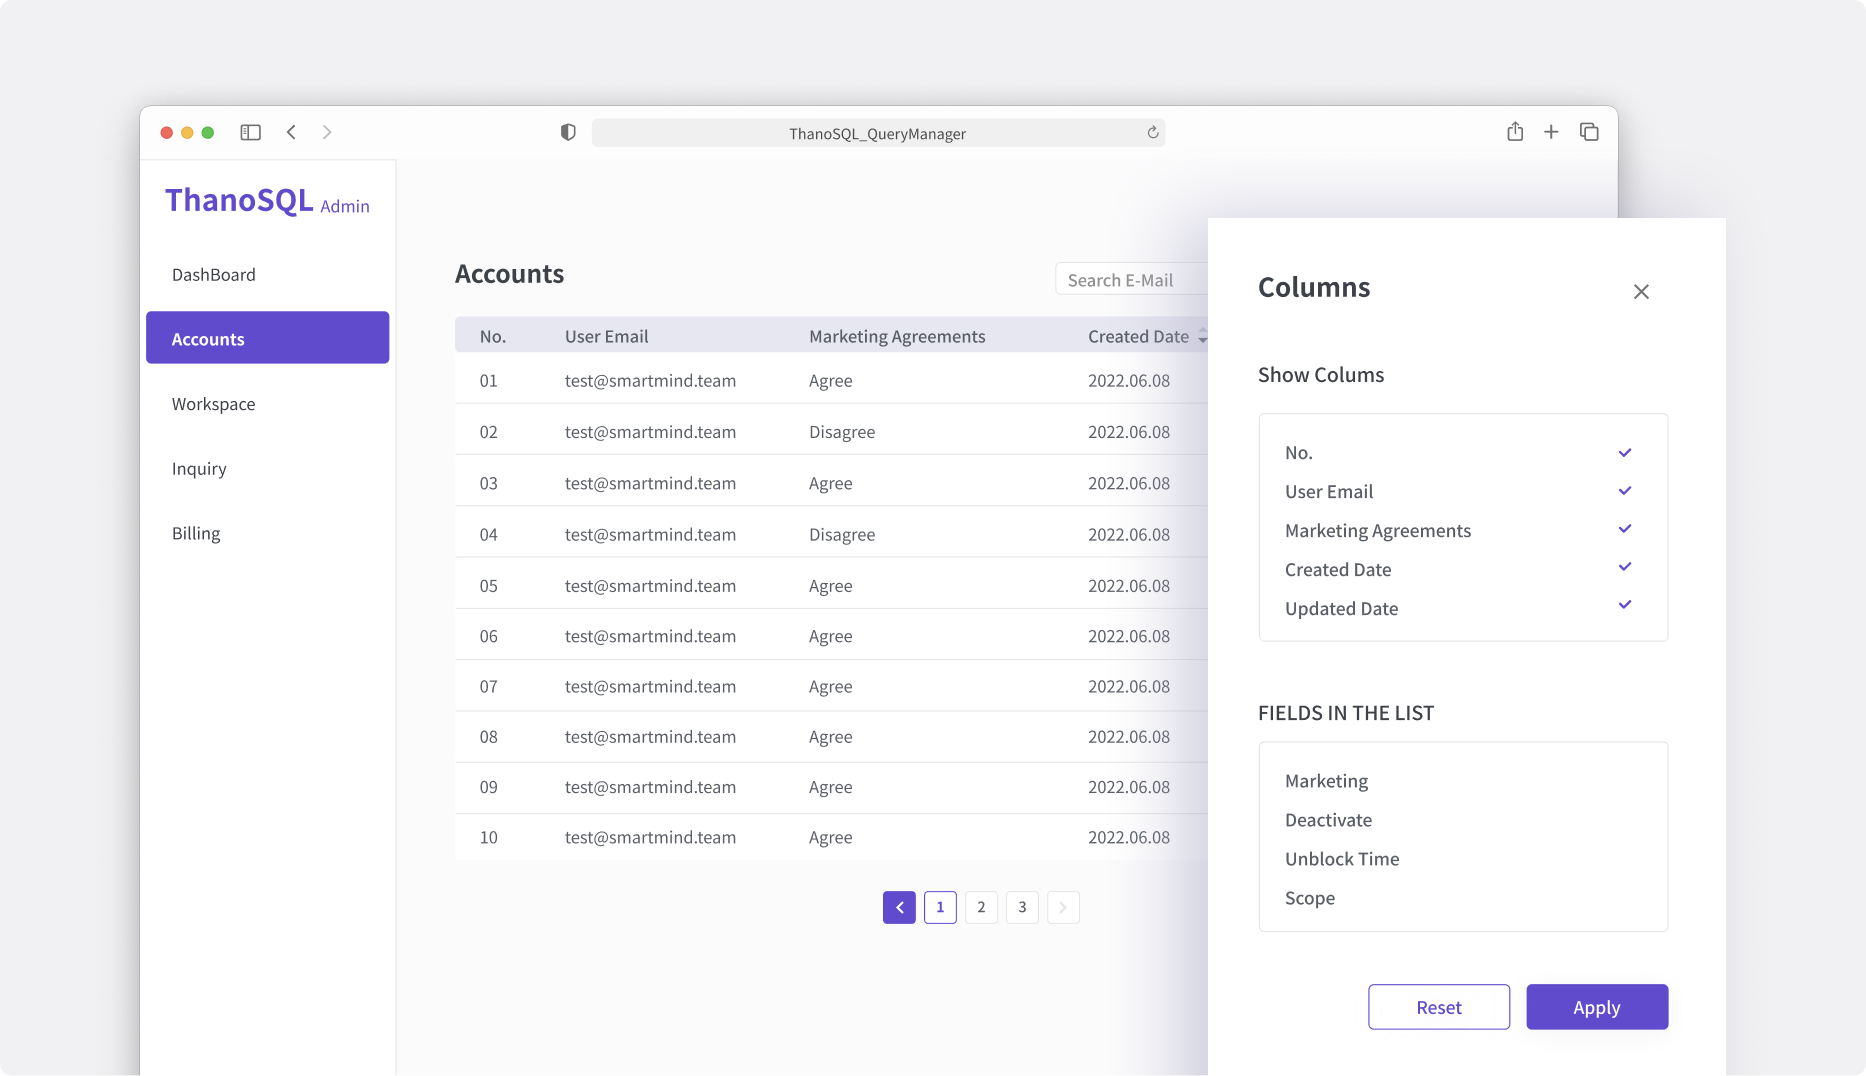 ThanoSQL_QueryManager
ThanoSQL Admin
DashBoard
Accounts
Workspace
Inquiry
Billing
Accounts
Search E-Mail
No. User Email Marketing Agreements Created Date
01 test@smartmind.team Agree 2022.06.08
02 test@smartmind.team Disagree 2022.06.08
03 test@smartmind.team Agree 2022.06.08
04 test@smartmind.team Disagree 2022.06.08
05 test@smartmind.team Agree 2022.06.08
06 test@smartmind.team Agree 2022.06.08
07 test@smartmind.team Agree 2022.06.08
08 test@smartmind.team Agree 2022.06.08
09 test@smartmind.team Agree 2022.06.08
10 test@smartmind.team Agree 2022.06.08
1 2 3
Columns
Show Colums
No.
User Email
Marketing Agreements
Created Date
Updated Date
FIELDS IN THE LIST
Marketing
Deactivate
Unblock Time
Scope
Reset Apply